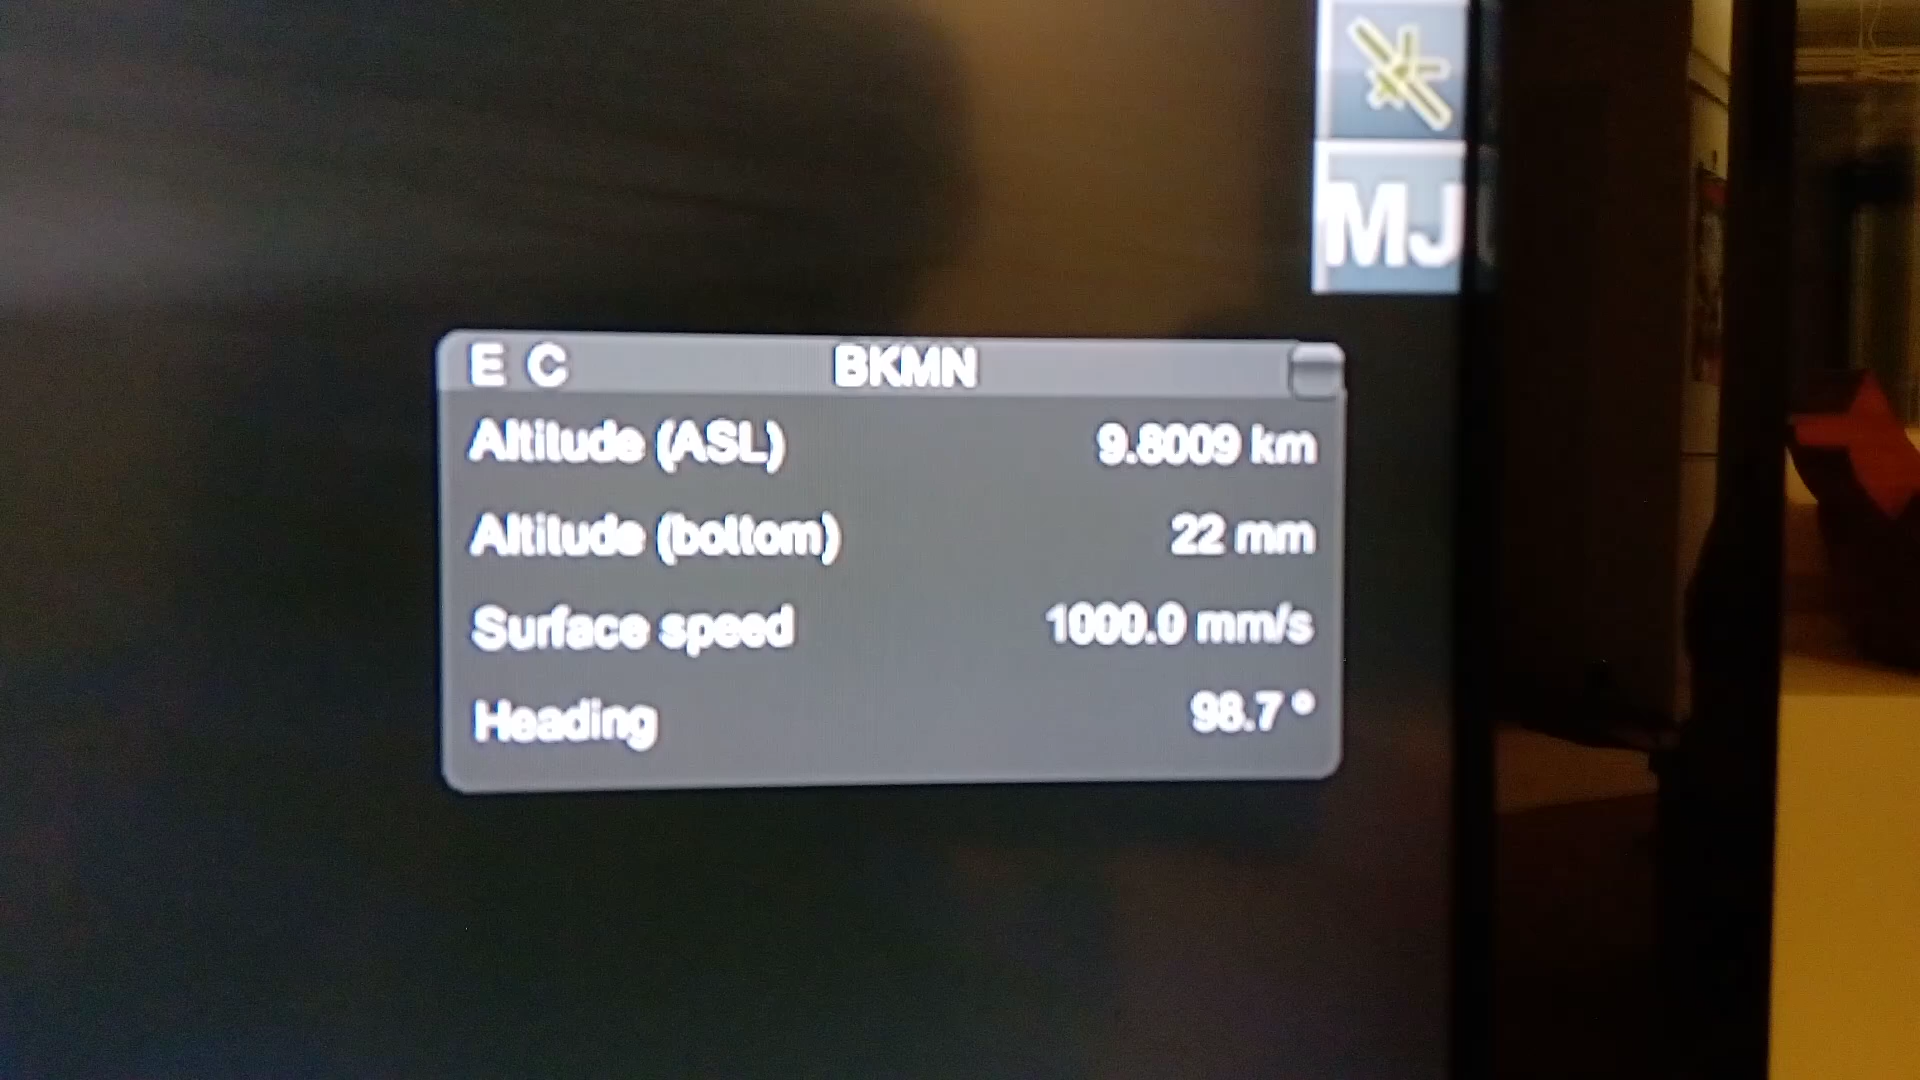 MJ
E C BKMN
Altitude (ASL) 9.8009 km
Altitude (bottom) 22 mm
Surface speed 1000.0 mm/s
Heading 98.7 °